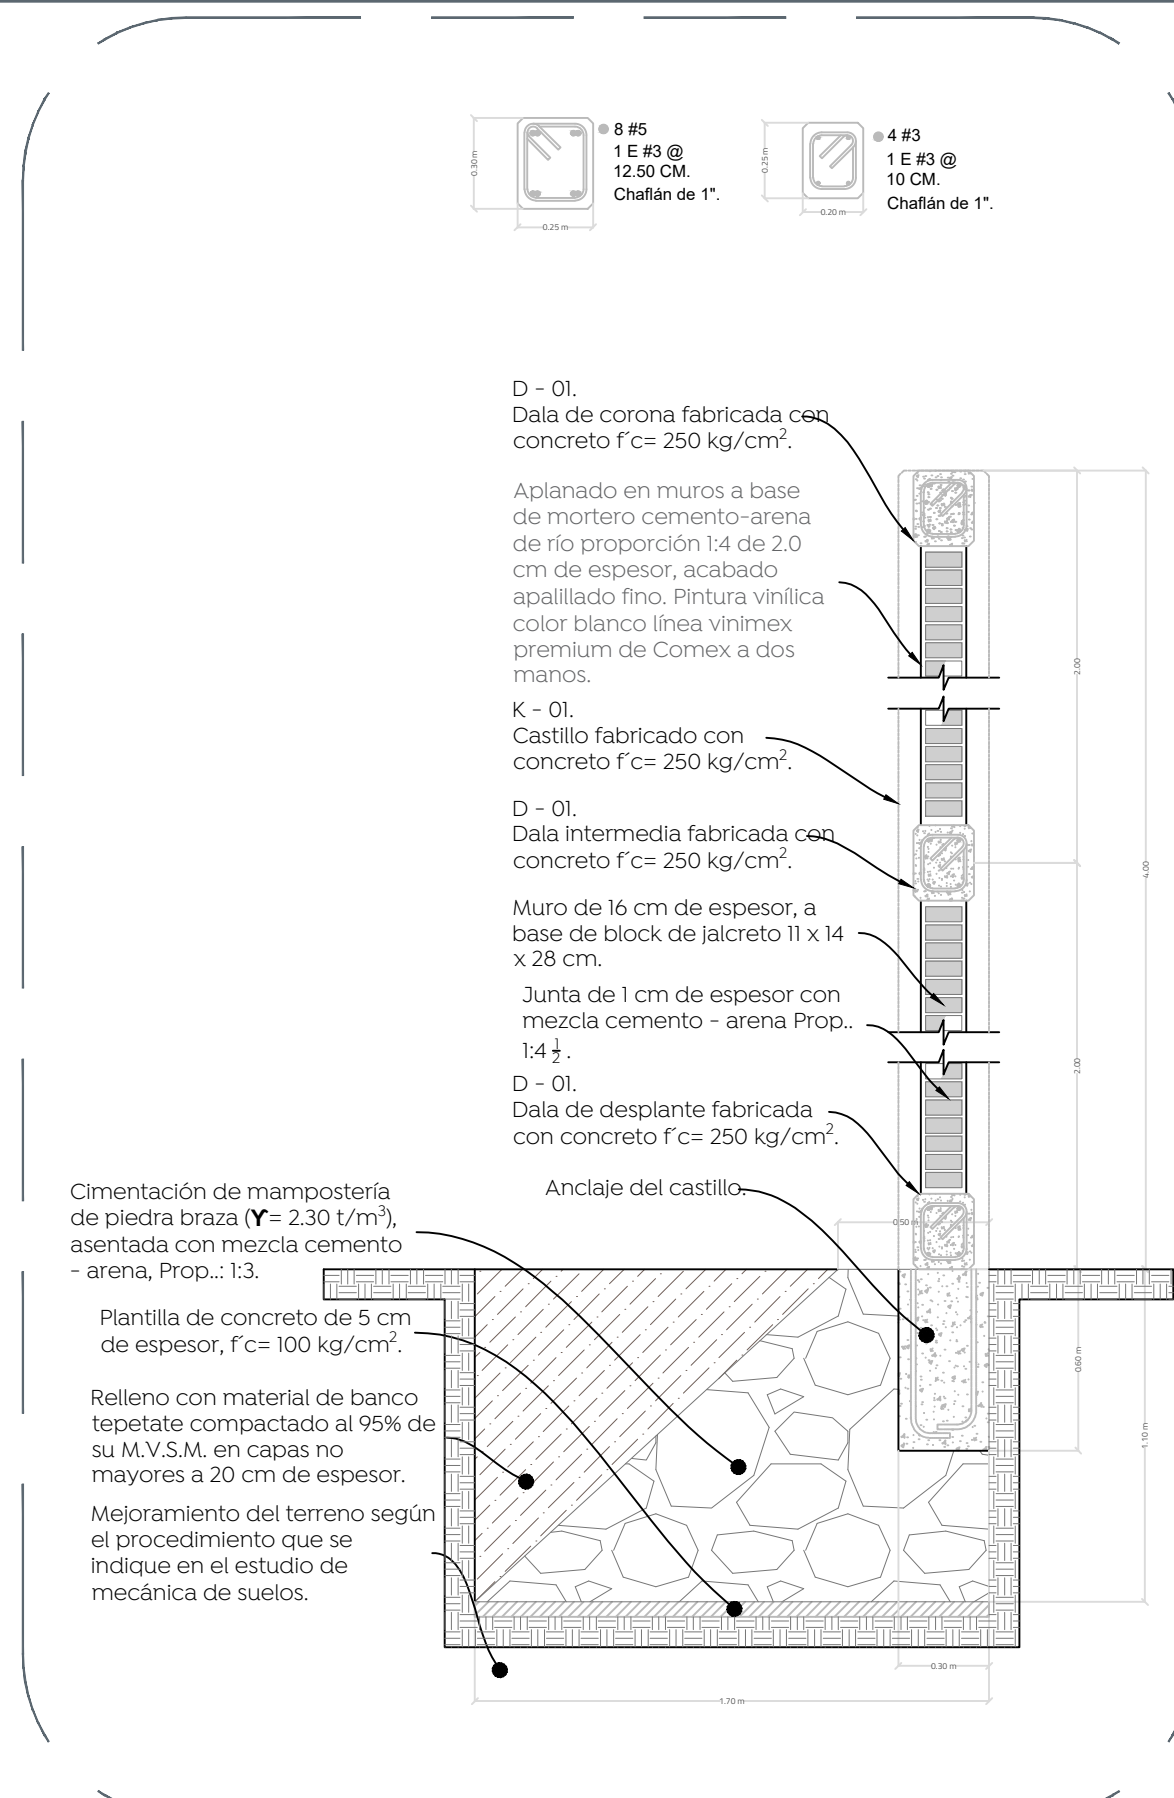 0.30 m
0.25 m
8 #5
1 E #3 @
12.50 CM.
Chaflán de 1".
0.25 m
0.20 m
4 #3
1 E #3 @
10 CM.
Chaflán de 1".
D - 01.
Dala de corona fabricada con
concreto f´c= 250 kg/cm².
Aplanado en muros a base
de mortero cemento-arena
de río proporción 1:4 de 2.0
cm de espesor, acabado
apalillado fino. Pintura vinílica
color blanco línea vinimex
premium de Comex a dos
manos.
K - 01.
Castillo fabricado con
concreto f´c= 250 kg/cm².
D - 01.
Dala intermedia fabricada con
concreto f´c= 250 kg/cm².
Muro de 16 cm de espesor, a
base de block de jalcreto 11 x 14
x 28 cm.
Junta de 1 cm de espesor con
mezcla cemento - arena Prop..
1:4 ½ .
D - 01.
Dala de desplante fabricada
con concreto f´c= 250 kg/cm².
Anclaje del castillo.
Cimentación de mampostería
de piedra braza (ϒ= 2.30 t/m³),
asentada con mezcla cemento
- arena, Prop..: 1:3.
Plantilla de concreto de 5 cm
de espesor, f´c= 100 kg/cm².
Relleno con material de banco
tepetate compactado al 95% de
su M.V.S.M. en capas no
mayores a 20 cm de espesor.
Mejoramiento del terreno según
el procedimiento que se
indique en el estudio de
mecánica de suelos.
2.00
4.00
2.00
0.50 m
0.60 m
1.10 m
0.30 m
1.70 m